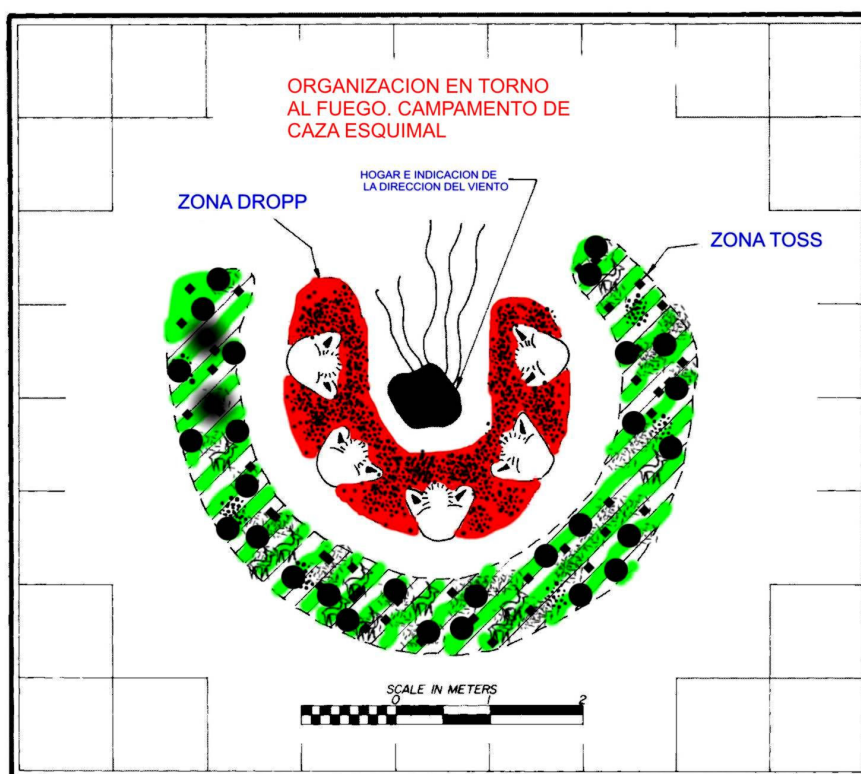 ORGANIZACION EN TORNO
AL FUEGO. CAMPAMENTO DE
CAZA ESQUIMAL
HOGAR E INDICACION DE
LA DIRECCION DEL VIENTO
ZONA DROPP
ZONA TOSS
SCALE IN METERS
0 1 2